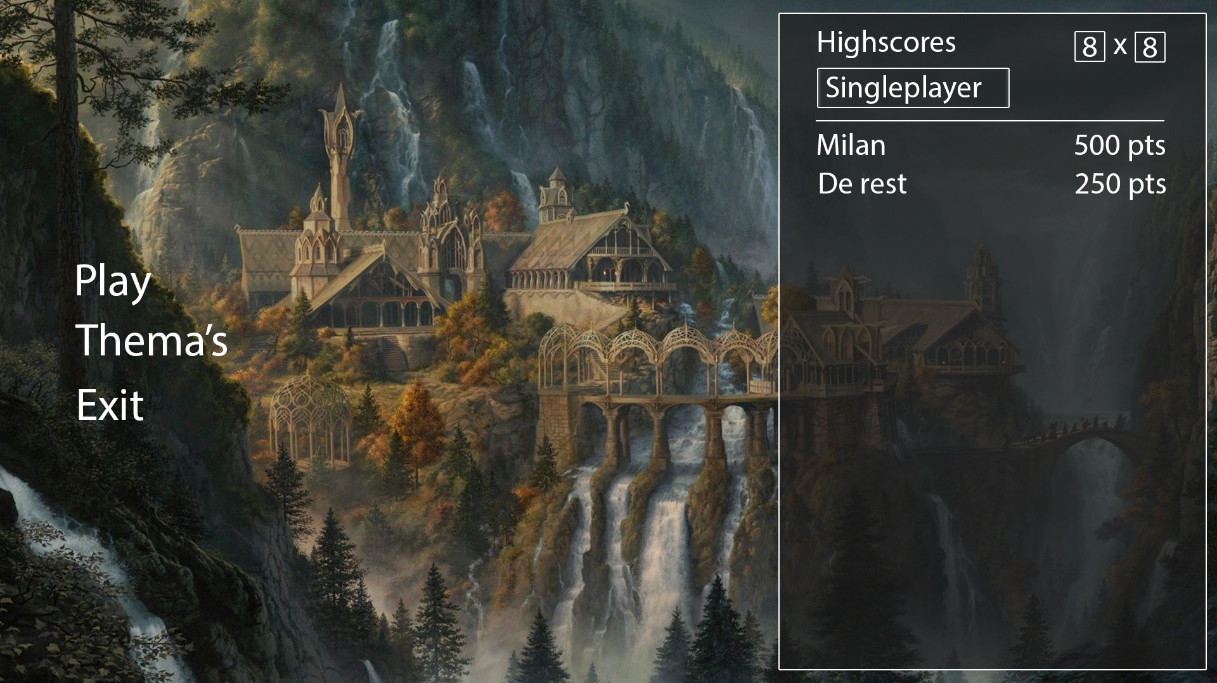 Play
Thema's
Exit
Highscores 8 x 8
Singleplayer
Milan 500 pts
De rest 250 pts